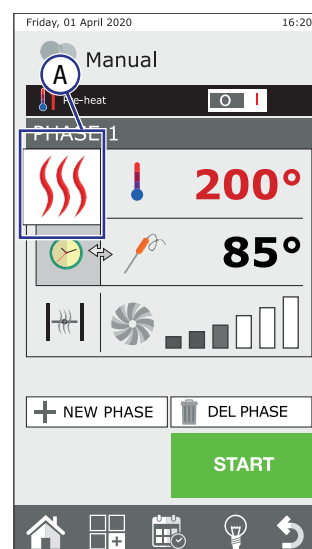 Friday, 01 April 2020 16:20
Manual
A
Pre-heat O I
PHASE 1
200°
85°
NEW PHASE DEL PHASE
START